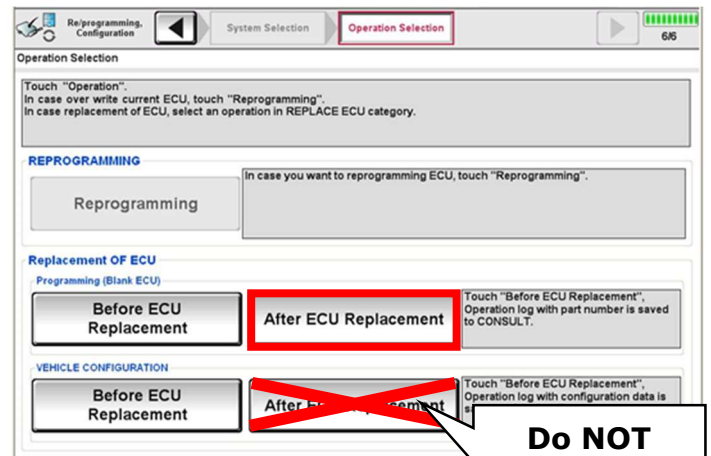 Re/programming,
Configuration
System Selection
Operation Selection
6/6
Operation Selection
Touch "Operation".
In case over write current ECU, touch "Reprogramming".
In case replacement of ECU, select an operation in REPLACE ECU category.
REPROGRAMMING
Reprogramming
In case you want to reprogramming ECU, touch "Reprogramming".
Replacement OF ECU
Programming (Blank ECU)
Before ECU
Replacement
After ECU Replacement
Touch "Before ECU Replacement",
Operation log with part number is saved
to CONSULT.
VEHICLE CONFIGURATION
Before ECU
Replacement
After
Touch "Before ECU Replacement",
Operation log with configuration data is
Do NOT